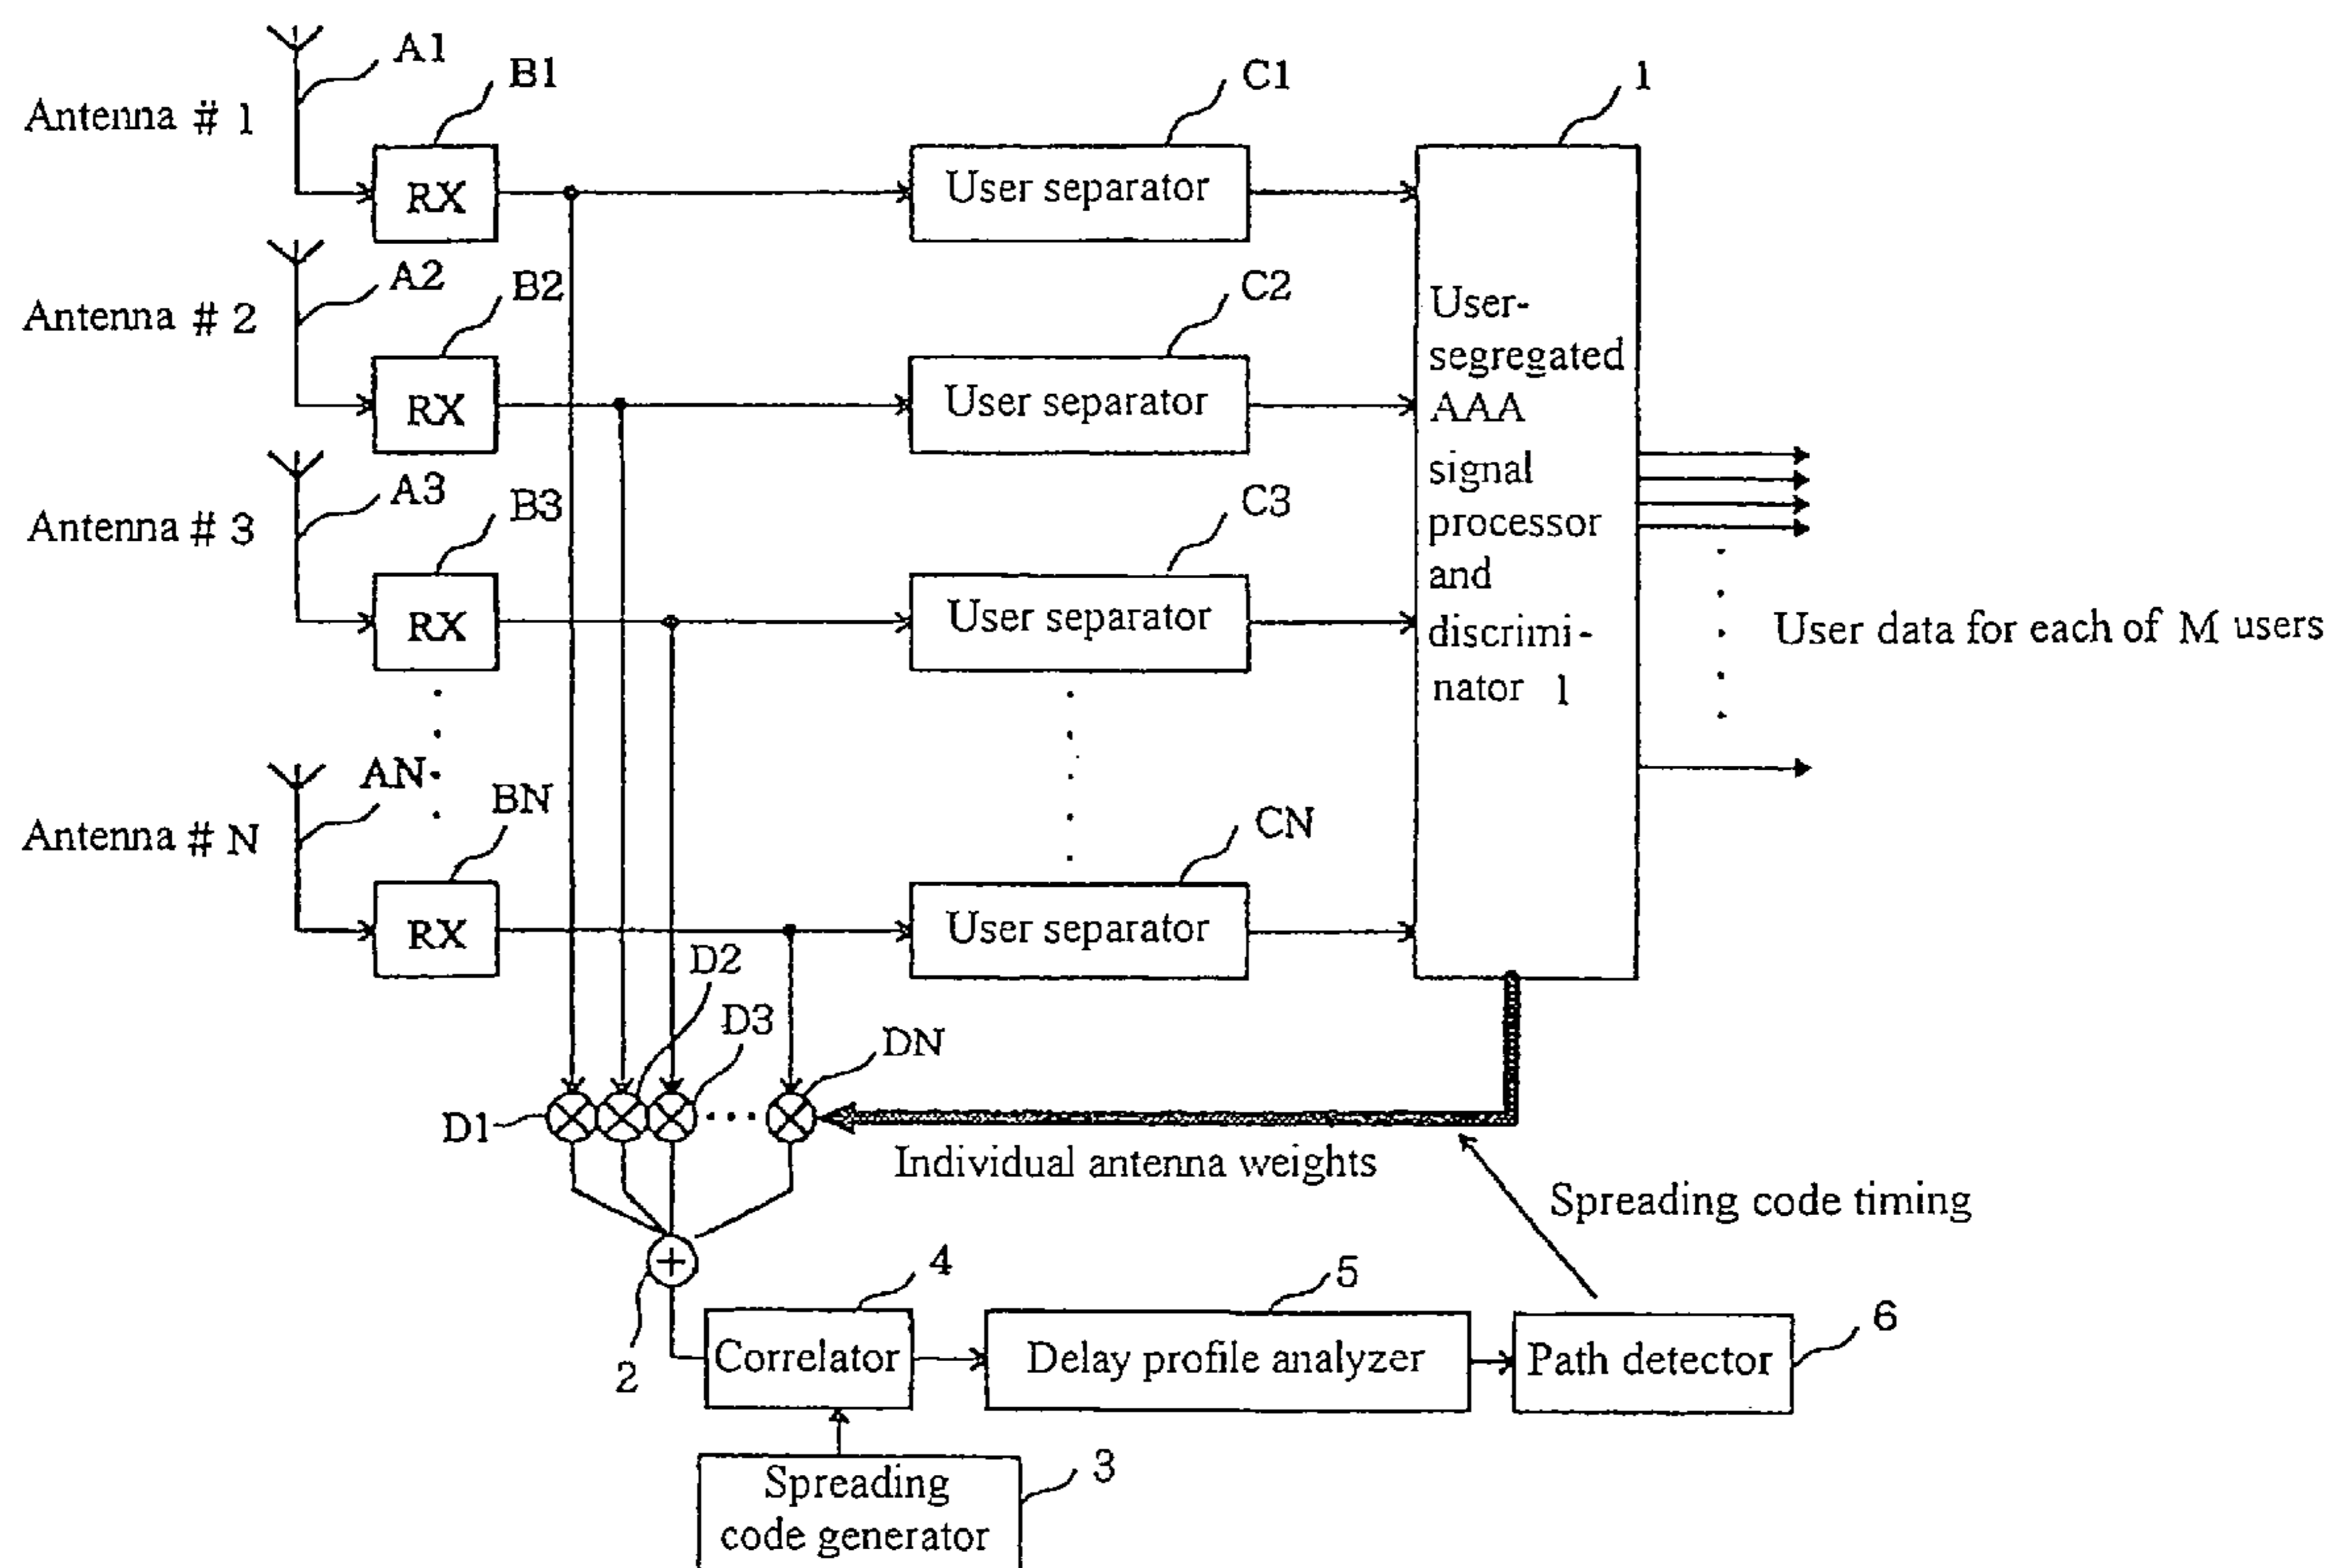 A1
B1
C1
1
Antenna # 1
RX
User separator
A2
B2
C2
Antenna # 2
RX
User separator
User-
segregated
AAA
signal
processor
and
discrimi-
nator 1
A3
B3
C3
Antenna # 3
RX
User separator
User data for each of M users
AN
BN
CN
Antenna # N
RX
User separator
D2
D3
DN
D1
Individual antenna weights
Spreading code timing
2
4
5
6
Correlator
Delay profile analyzer
Path detector
3
Spreading
code generator